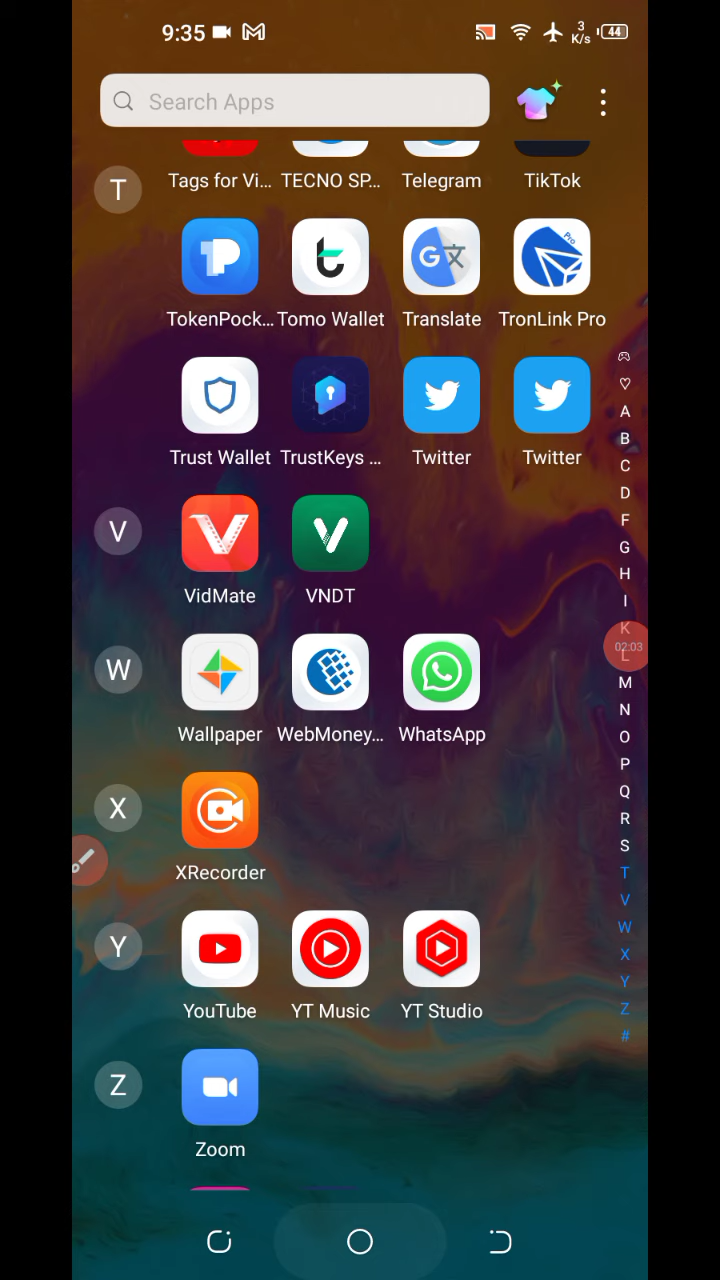 9:35
3
K/s
44
Search Apps
T
Tags for Vi... TECNO SP... Telegram TikTok
Pro
TokenPock... Tomo Wallet Translate TronLink Pro
Trust Wallet TrustKeys ... Twitter Twitter
V
VidMate VNDT
W
Wallpaper WebMoney... WhatsApp
X
XRecorder
Y
YouTube YT Music YT Studio
Z
Zoom
A
B
C
D
F
G
H
I
K
02:03
L
M
N
O
P
Q
R
S
T
V
W
X
Y
Z
#